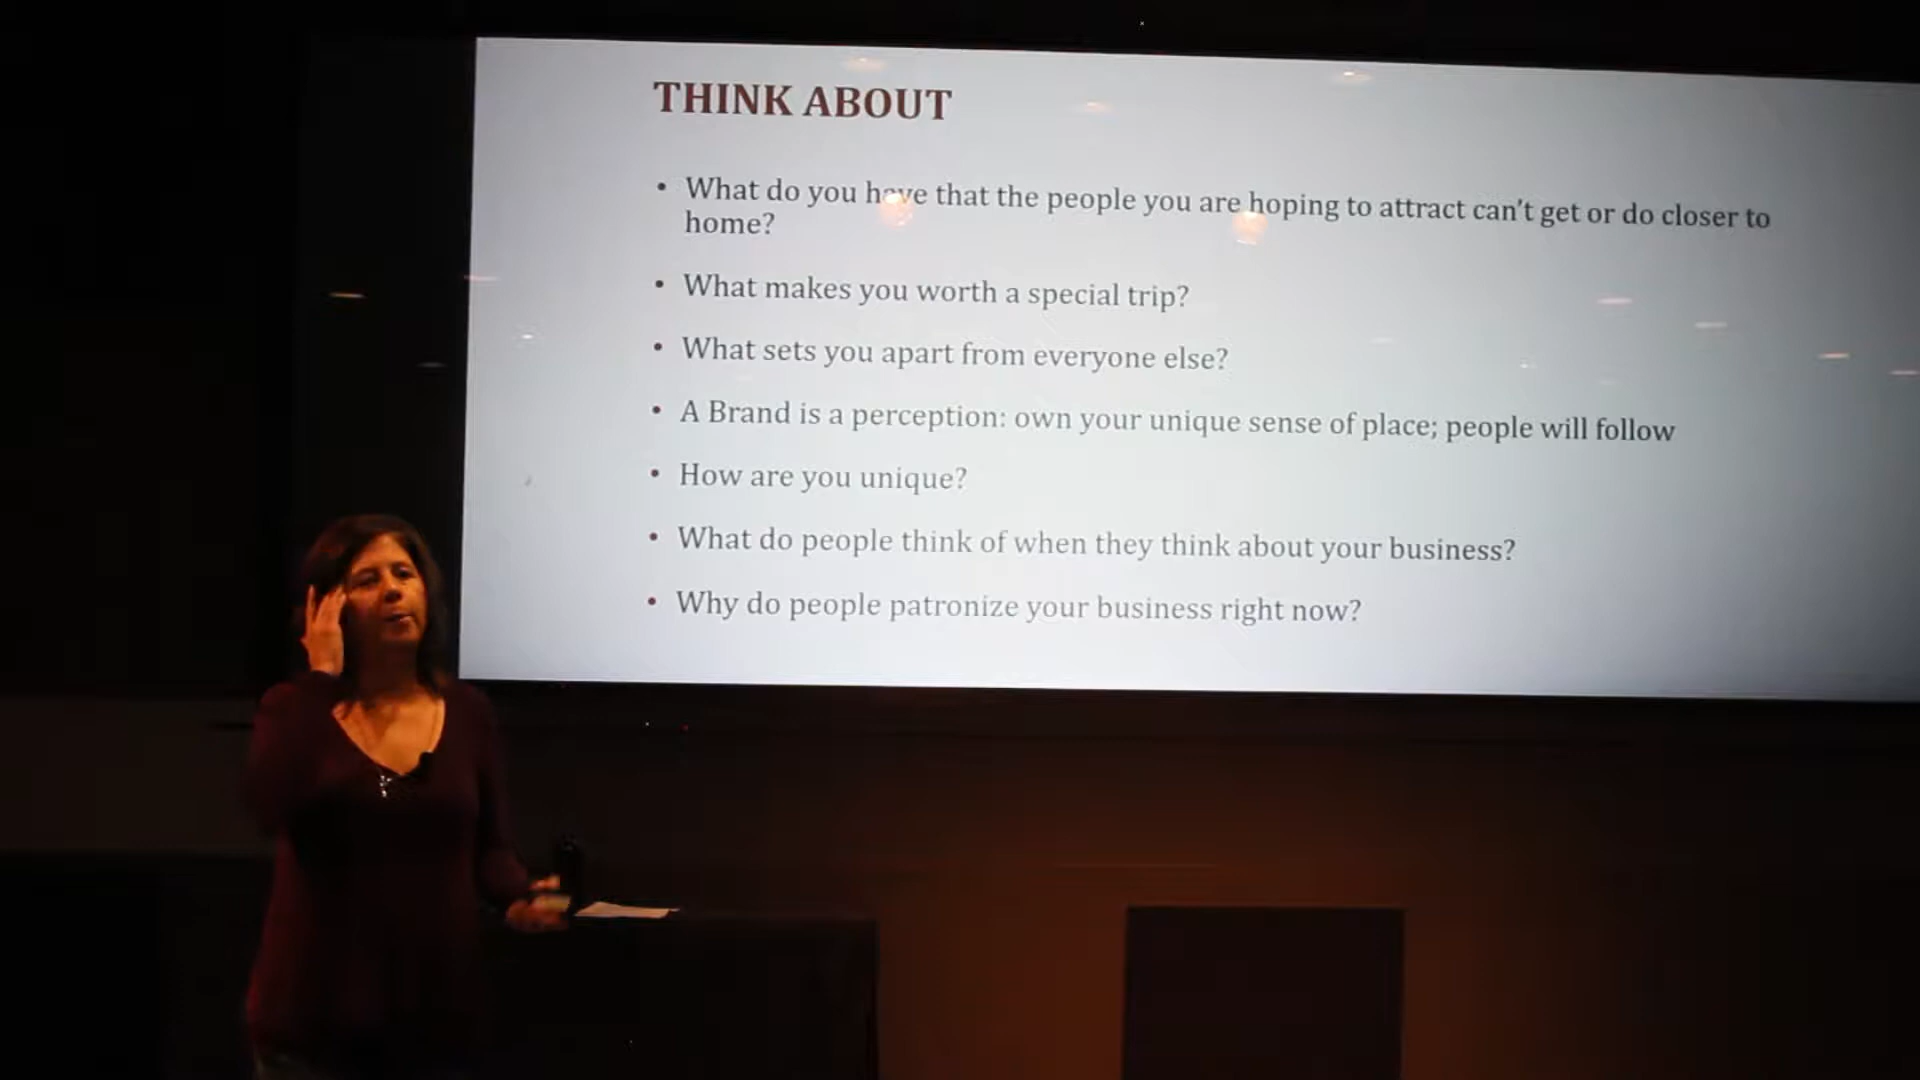 THINK ABOUT
• What do you have that the people you are hoping to attract can't get or do closer to
home?
• What makes you worth a special trip?
• What sets you apart from everyone else?
• A Brand is a perception: own your unique sense of place; people will follow
• How are you unique?
• What do people think of when they think about your business?
• Why do people patronize your business right now?